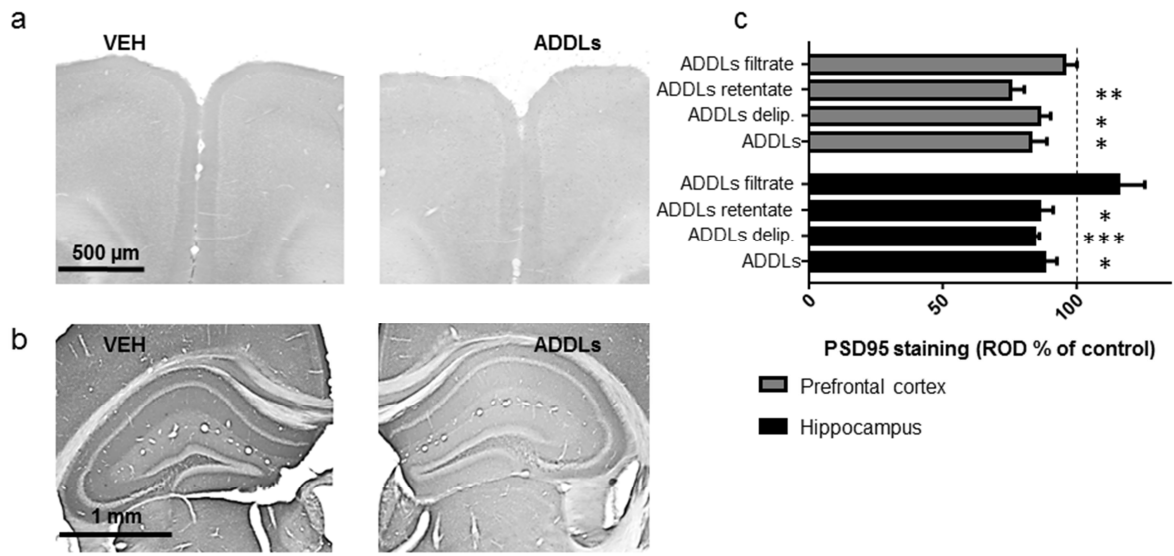 a
VEH
ADDLs
500 µm
b
VEH
ADDLs
1 mm
c
ADDLs filtrate
ADDLs retentate
**
ADDLs delip.
*
ADDLs
*
ADDLs filtrate
ADDLs retentate
*
ADDLs delip.
***
ADDLs
*
0
50
100
PSD95 staining (ROD % of control)
Prefrontal cortex
Hippocampus